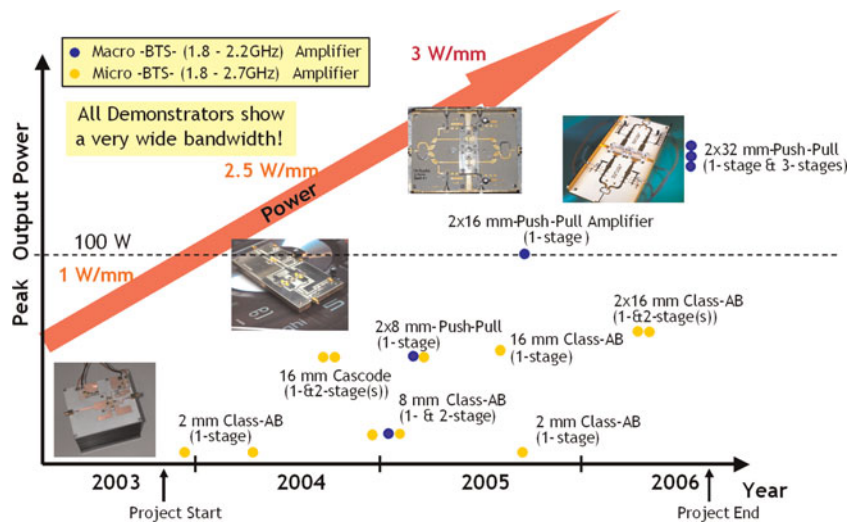 Macro -BTS- (1.8 - 2.2GHz) Amplifier
Micro -BTS- (1.8 - 2.7GHz) Amplifier
All Demonstrators show
a very wide bandwidth!
3 W/mm
2.5 W/mm
Power
1 W/mm
100 W
Peak Output Power
2x32 mm-Push-Pull
(1-stage & 3-stages)
2x16 mm-Push-Pull Amplifier
(1-stage )
2x16 mm Class-AB
(1-&2-stage(s))
2x8 mm-Push-Pull
(1-stage)
16 mm Class-AB
(1-stage)
16 mm Cascode
(1-&2-stage(s))
8 mm Class-AB
(1- & 2-stage)
2 mm Class-AB
(1-stage)
2 mm Class-AB
(1-stage)
2003
2004
2005
2006
Year
Project Start
Project End